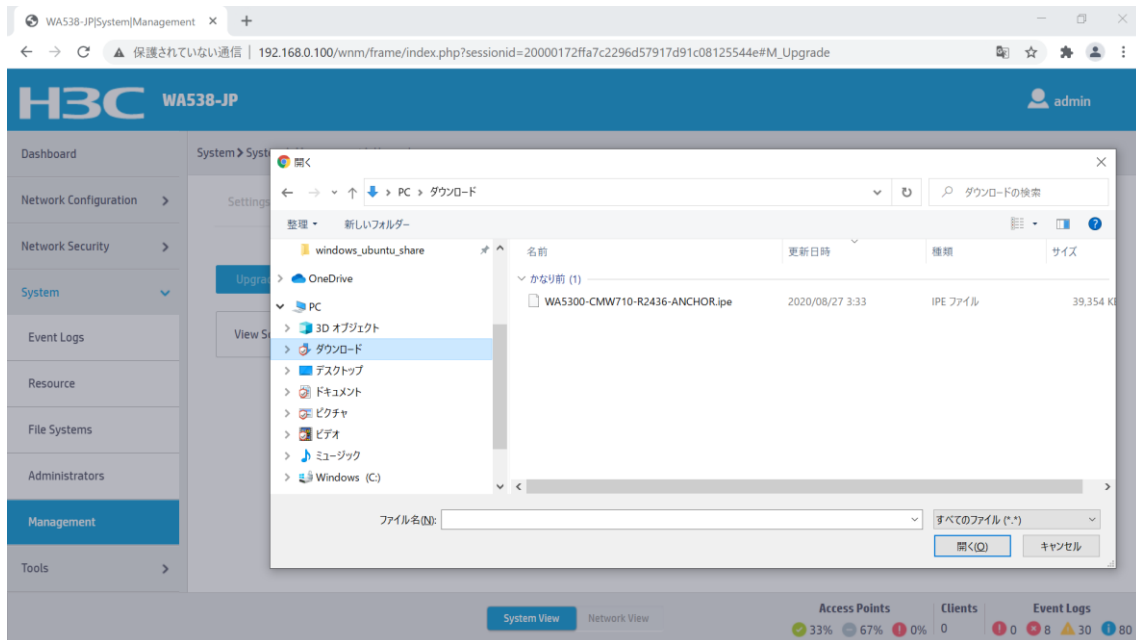 WA538-JP|System|Management
保護されていない通信 | 192.168.0.100/wnm/frame/index.php?sessionid=20000172ffa7c2296d57917d91c08125544e#M_Upgrade
H3C WA538-JP
admin
Dashboard
Network Configuration
Network Security
System
Event Logs
Resource
File Systems
Administrators
Management
Tools
System
Settings
Upgra
開く
PC ダウンロード
ダウンロードの検索
整理 新しいフォルダー
windows_ubuntu_share
OneDrive
PC
3D オブジェクト
ダウンロード
デスクトップ
ドキュメント
ピクチャ
ビデオ
ミュージック
Windows (C:)
名前 更新日時 種類 サイズ
かなり前 (1)
WA5300-CMW710-R2436-ANCHOR.ipe 2020/08/27 3:33 IPE ファイル 39,354
ファイル名(N):
すべてのファイル (*.*)
開く(O) キャンセル
System View Network View
Access Points Clients Event Logs
33% 67% 0% 0 0 8 30 80